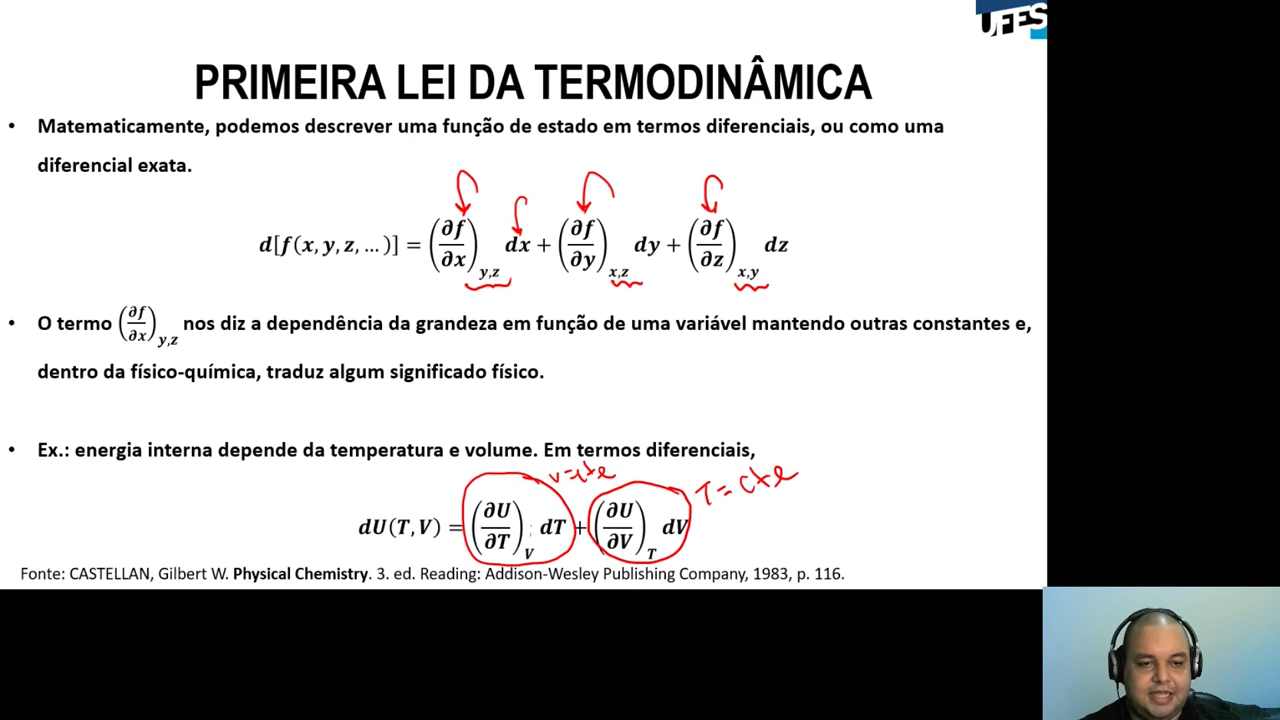 UFES
PRIMEIRA LEI DA TERMODINÂMICA
• Matematicamente, podemos descrever uma função de estado em termos diferenciais, ou como uma
diferencial exata.
d[f(x, y, z, … )] = (∂f/∂x)_{y,z} dx + (∂f/∂y)_{x,z} dy + (∂f/∂z)_{x,y} dz
• O termo (∂f/∂x)_{y,z} nos diz a dependência da grandeza em função de uma variável mantendo outras constantes e,
dentro da físico-química, traduz algum significado físico.
• Ex.: energia interna depende da temperatura e volume. Em termos diferenciais,
V=cte
T = cte
dU(T, V) = (∂U/∂T)_V dT + (∂U/∂V)_T dV
Fonte: CASTELLAN, Gilbert W. Physical Chemistry. 3. ed. Reading: Addison-Wesley Publishing Company, 1983, p. 116.